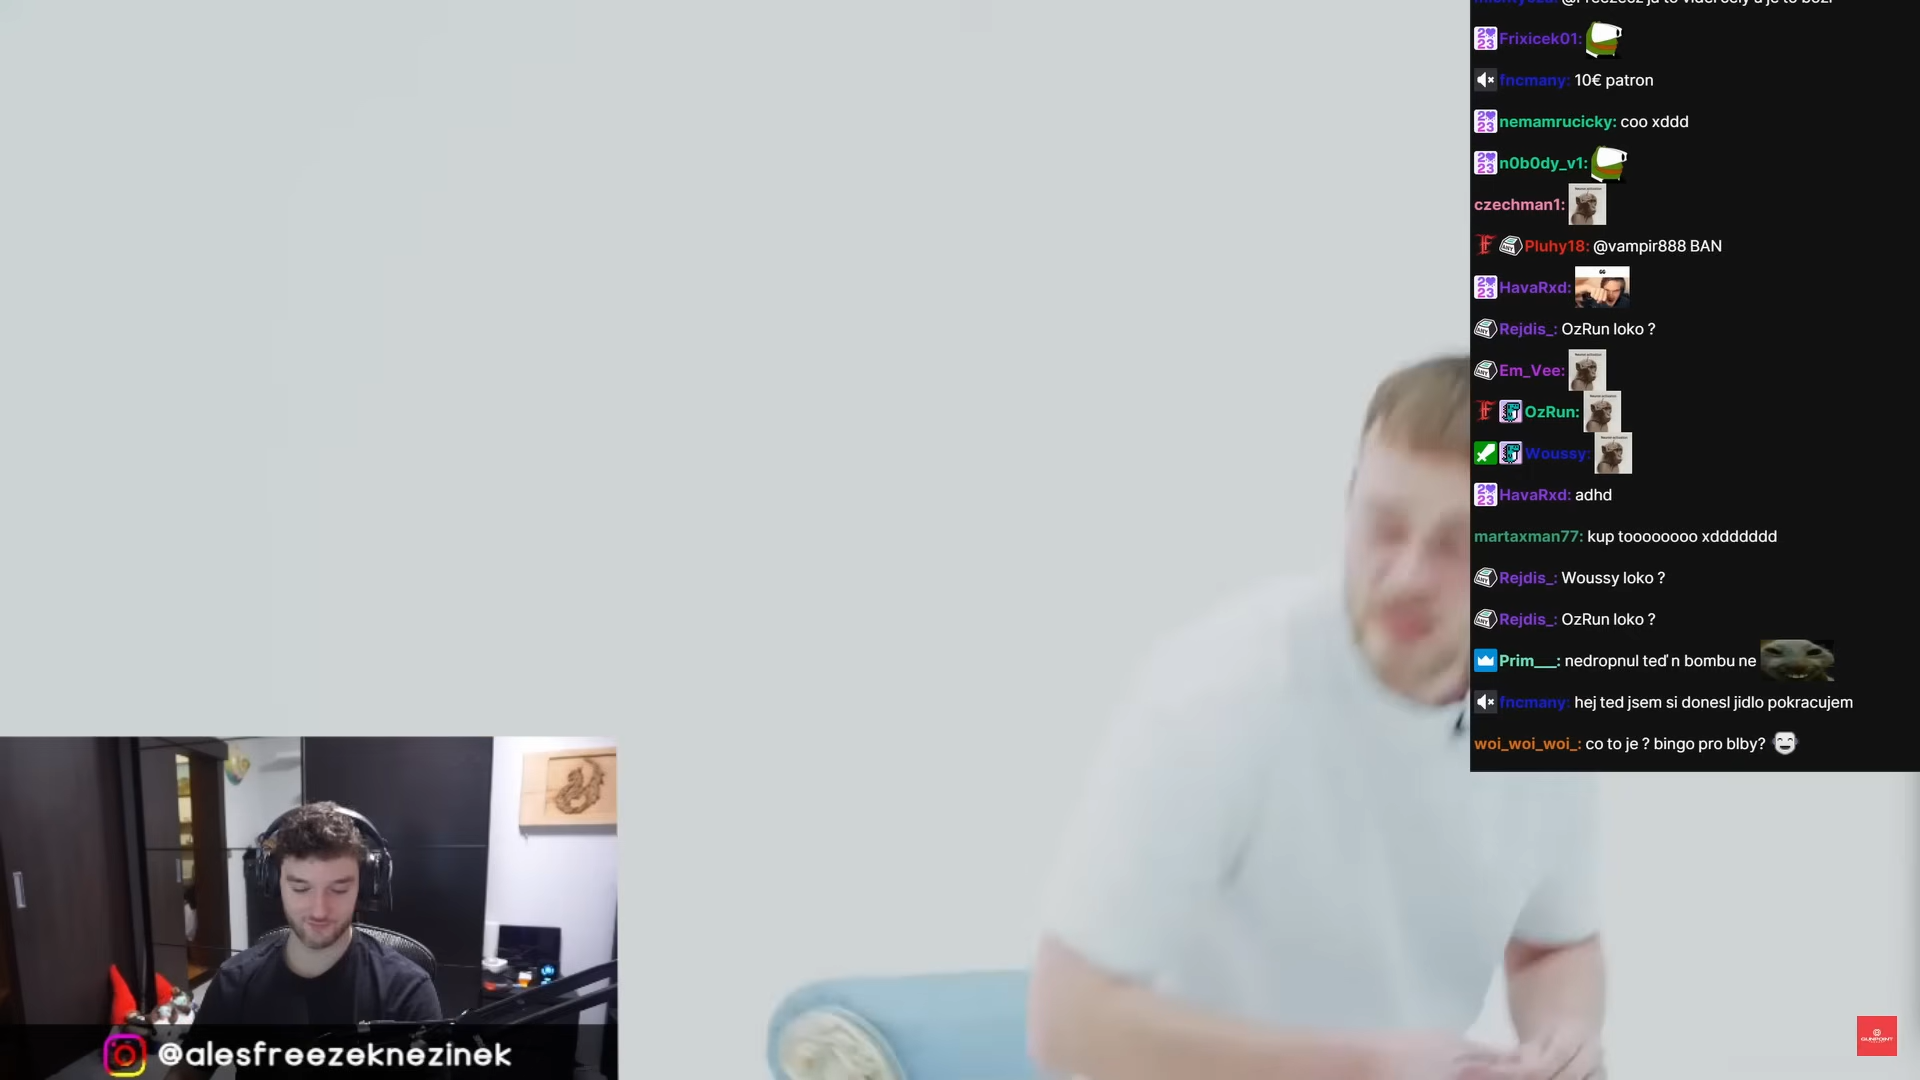 Frixicek01:
fncmany: 10€ patron
nemamrucicky: coo xddd
n0b0dy_v1:
czechman1:
Pluhy18: @vampir888 BAN
HavaRxd:
Rejdis_: OzRun loko ?
Em_Vee:
OzRun:
Woussy:
HavaRxd: adhd
martaxman77: kup toooooooo xddddddd
Rejdis_: Woussy loko ?
Rejdis_: OzRun loko ?
Prim___: nedropnul teď n bombu ne
fncmany: hej ted jsem si donesl jidlo pokracujem
woi_woi_woi_: co to je ? bingo pro blby?
@alesfreezeknezinek
GUNPOINT